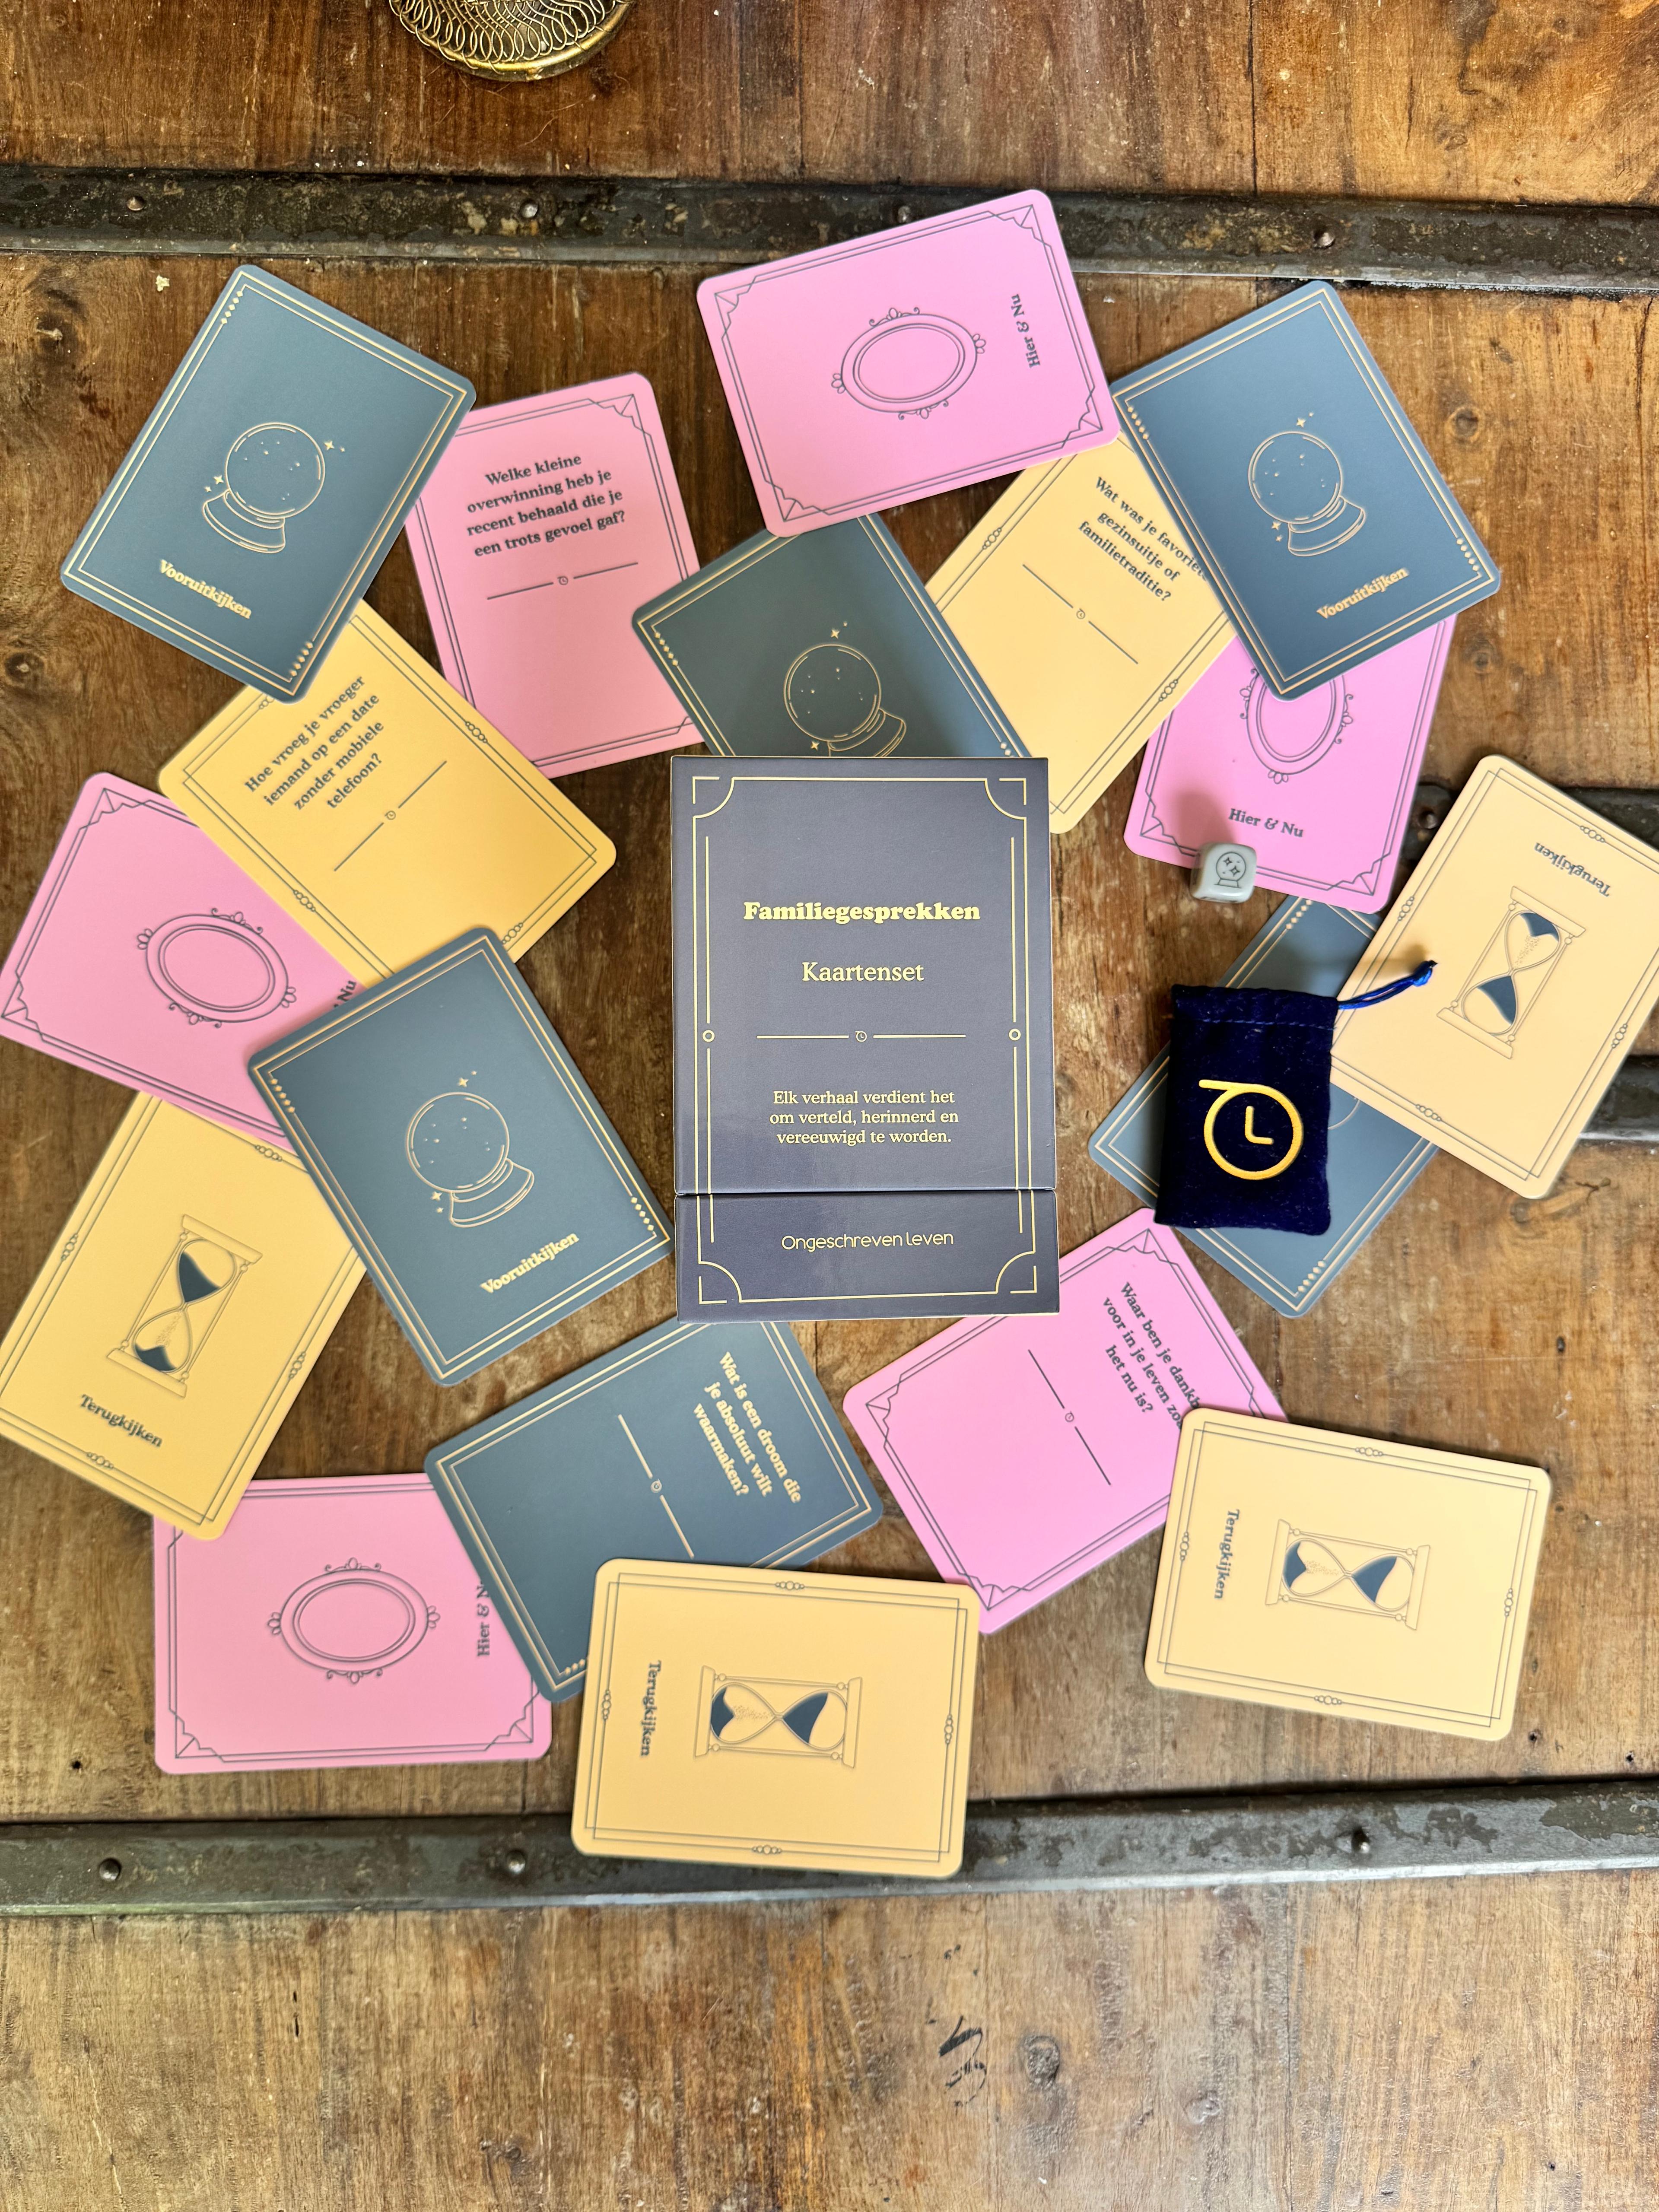 Hier & Nu
Vooruitkijken
Welke kleine
overwinning heb je
recent behaald die je
een trots gevoel gaf?
Wat was je favoriete
gezinsuitje of
familietraditie?
Vooruitkijken
Hoe vroeg je vroeger
iemand op een date
zonder mobiele
telefoon?
Hier & Nu
Terugkijken
Familiegesprekken
Kaartenset
Elk verhaal verdient het
om verteld, herinnerd en
vereeuwigd te worden.
Ongeschreven leven
Nu
Vooruitkijken
Terugkijken
Waar ben je
voor in je leven
het nu is?
Wat is een droom die
je absoluut wilt
waarmaken?
Hier &
Terugkijken
Terugkijken